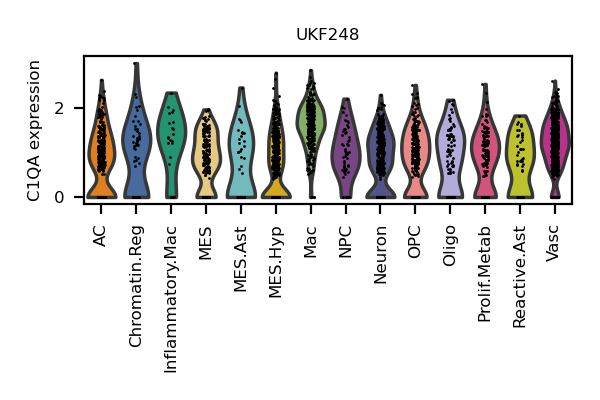 UKF248
C1QA expression
2
0
AC
Chromatin.Reg
Inflammatory.Mac
MES
MES.Ast
MES.Hyp
Mac
NPC
Neuron
OPC
Oligo
Prolif.Metab
Reactive.Ast
Vasc